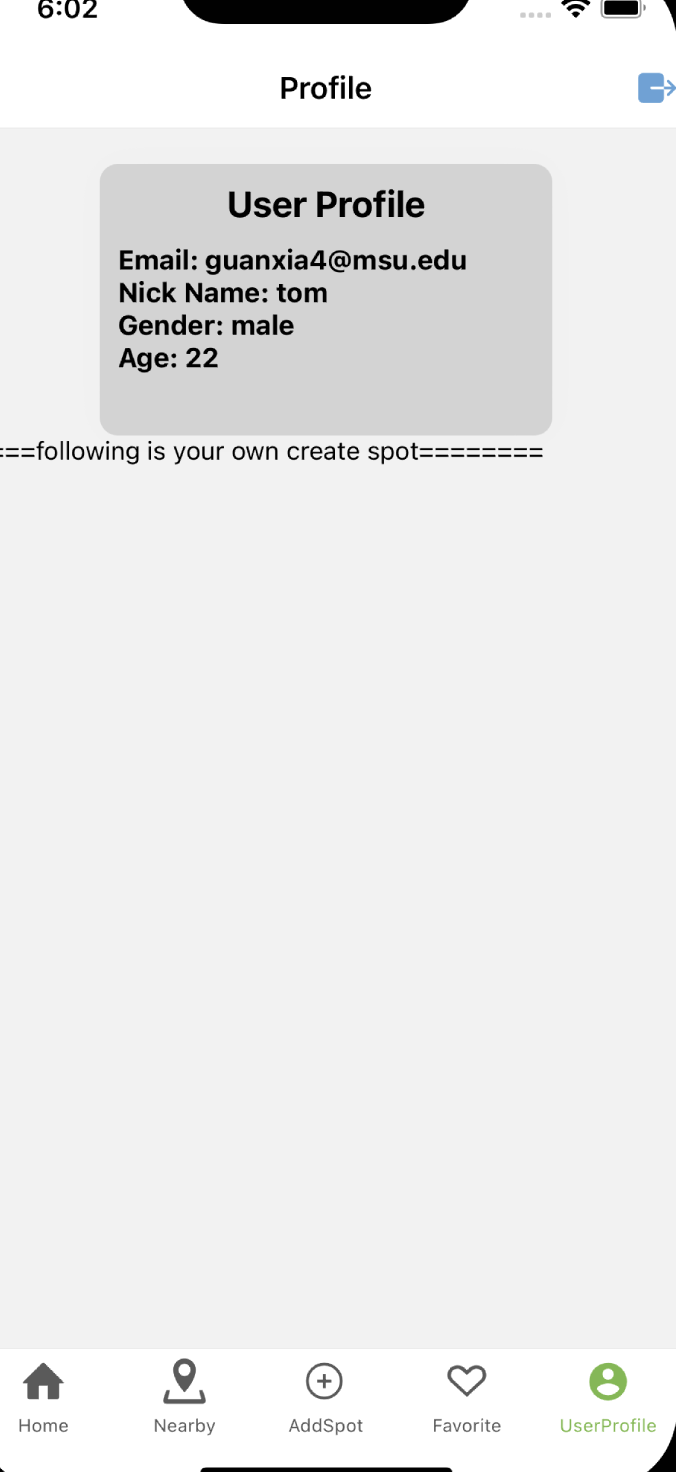 6:02
Profile
User Profile
Email: guanxia4@msu.edu
Nick Name: tom
Gender: male
Age: 22
===following is your own create spot========
Home
Nearby
AddSpot
Favorite
UserProfile